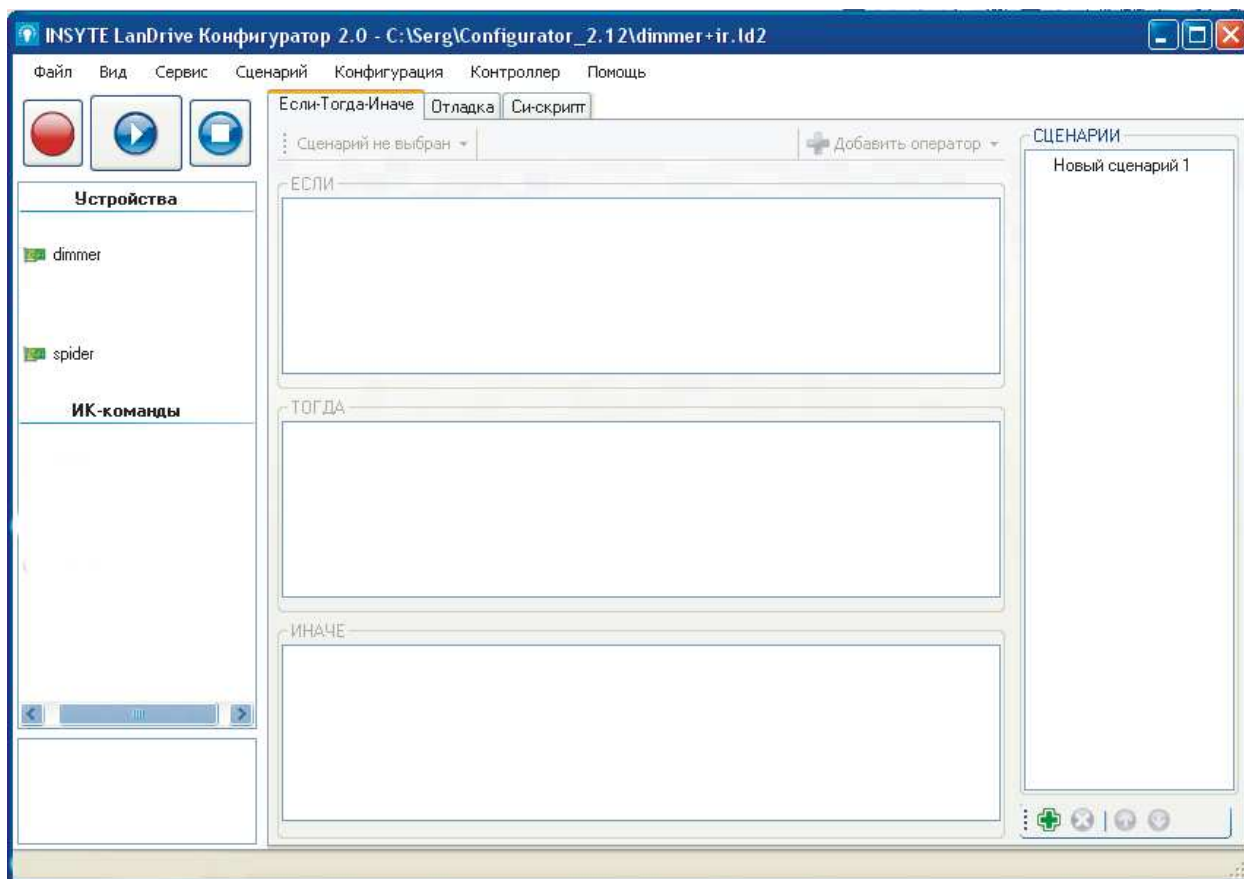 INSYTE LanDrive Конфигуратор 2.0 - C:\Serg\Configurator_2.12\dimmer+ir.ld2
Файл Вид Сервис Сценарий Конфигурация Контроллер Помощь
Если-Тогда-Иначе Отладка Си-скрипт
Сценарий не выбран Добавить оператор
СЦЕНАРИИ
Новый сценарий 1
Устройства
dimmer
spider
ИК-команды
ЕСЛИ
ТОГДА
ИНАЧЕ